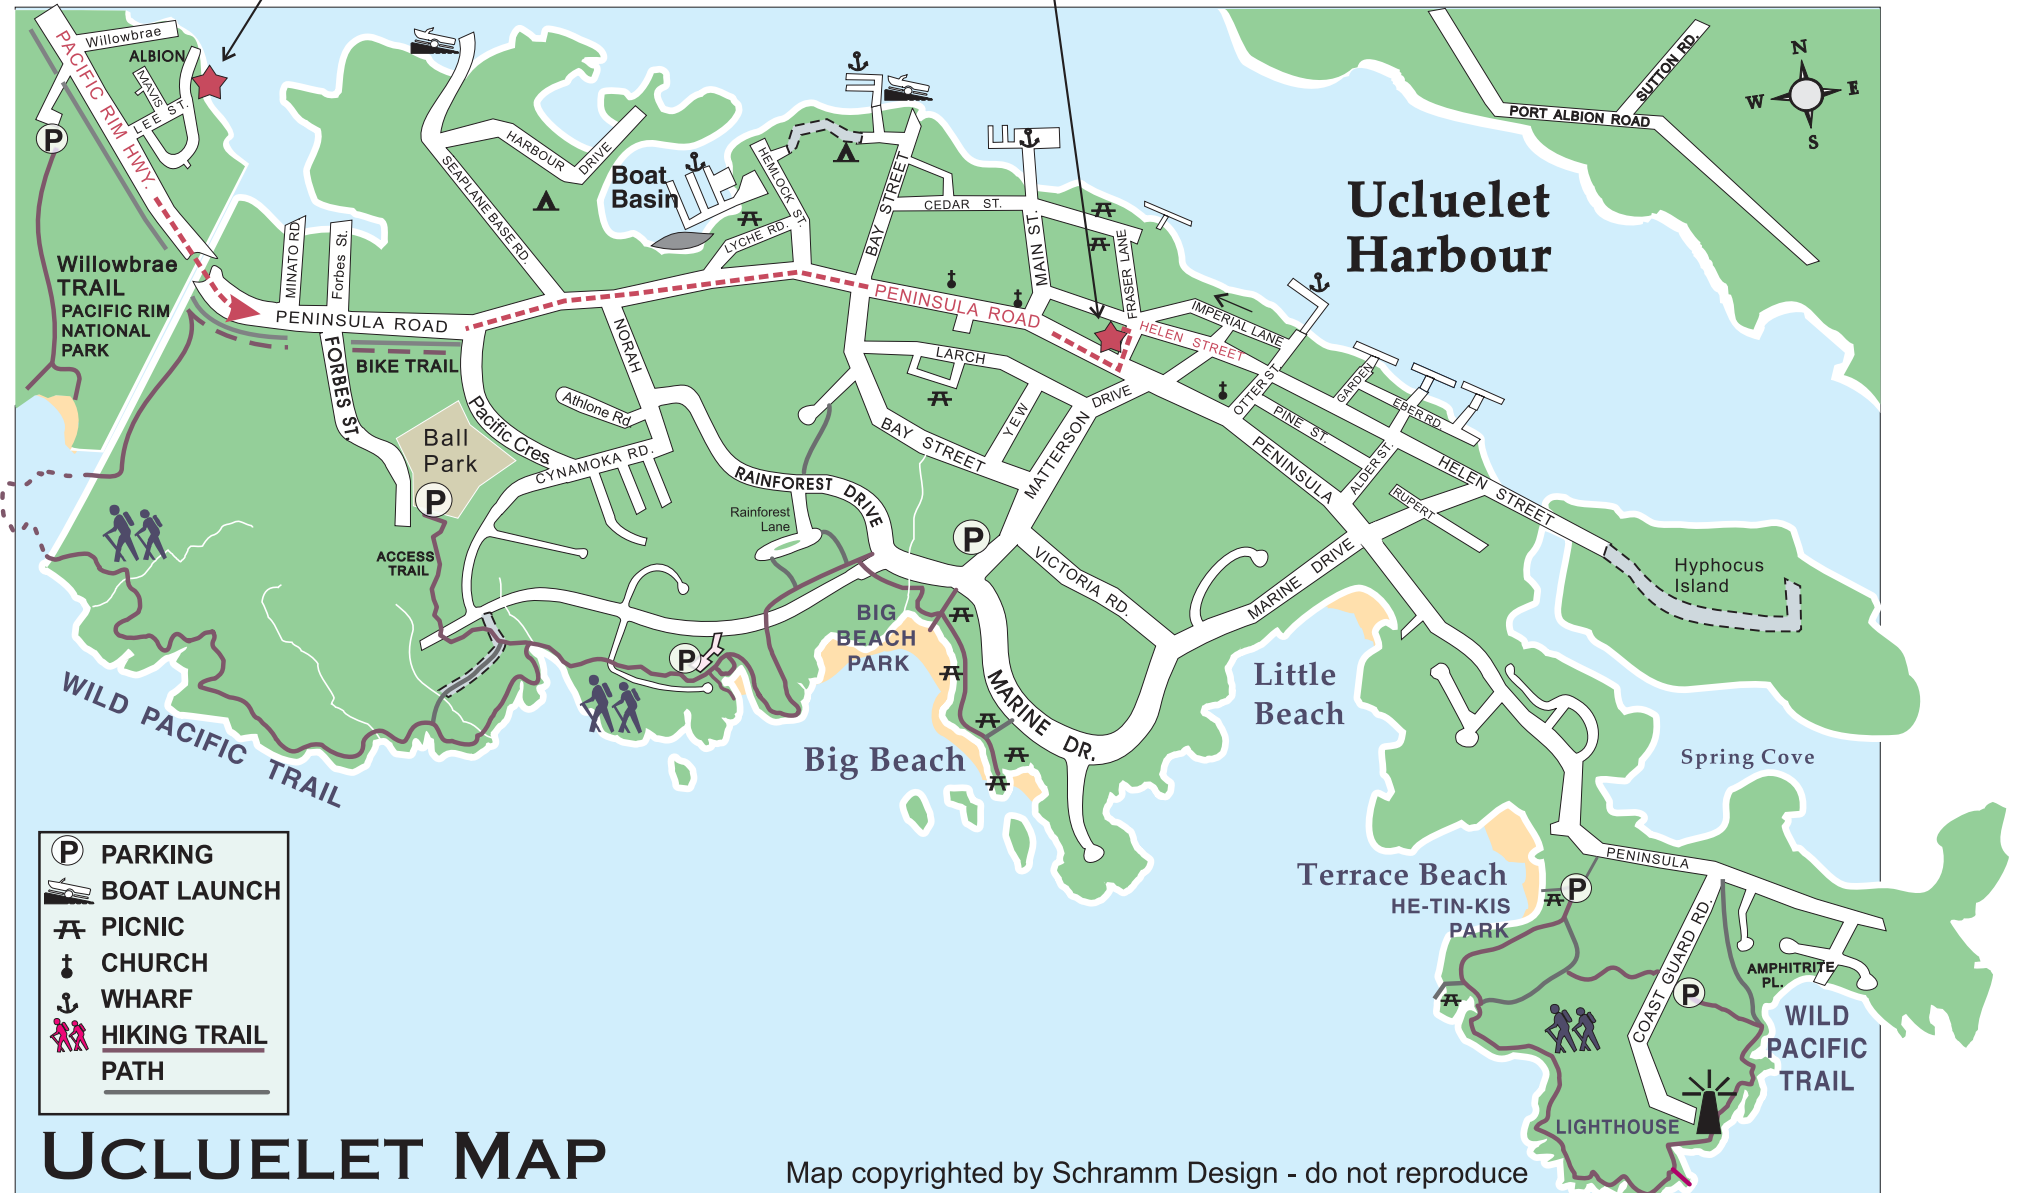 Willowbrae
ALBION
MAVIS
LEE ST.
PACIFIC RIM HWY.
P
Willowbrae
TRAIL
PACIFIC RIM
NATIONAL
PARK
MINATO RD
Forbes St.
PENINSULA ROAD
BIKE TRAIL
FORBES ST.
SEAPLANE BASE RD.
HARBOUR DRIVE
Boat
Basin
HEMLOCK ST.
LYCHE RD.
BAY STREET
CEDAR ST.
MAIN ST.
FRASER LANE
PENINSULA ROAD
HELEN STREET
IMPERIAL LANE
Ucluelet
Harbour
PORT ALBION ROAD
SUTTON RD.
N
W
E
S
NORAH
Athlone Rd
Pacific Cres.
CYNAMOKA RD.
Ball
Park
P
ACCESS
TRAIL
LARCH
YEW
BAY STREET
MATTERSON DRIVE
RAINFOREST DRIVE
Rainforest
Lane
P
OTTER ST.
PINE ST.
GARDEN
EBER RD.
ALDER ST.
RUPERT
PENINSULA
HELEN STREET
VICTORIA RD.
MARINE DRIVE
Hyphocus
Island
BIG
BEACH
PARK
P
MARINE DR.
Big Beach
Little
Beach
Spring Cove
WILD PACIFIC TRAIL
Terrace Beach
HE-TIN-KIS
PARK
P
PENINSULA
COAST GUARD RD.
P
AMPHITRITE
PL.
WILD
PACIFIC
TRAIL
LIGHTHOUSE
P PARKING
BOAT LAUNCH
PICNIC
CHURCH
WHARF
HIKING TRAIL
PATH
UCLUELET MAP
Map copyrighted by Schramm Design - do not reproduce